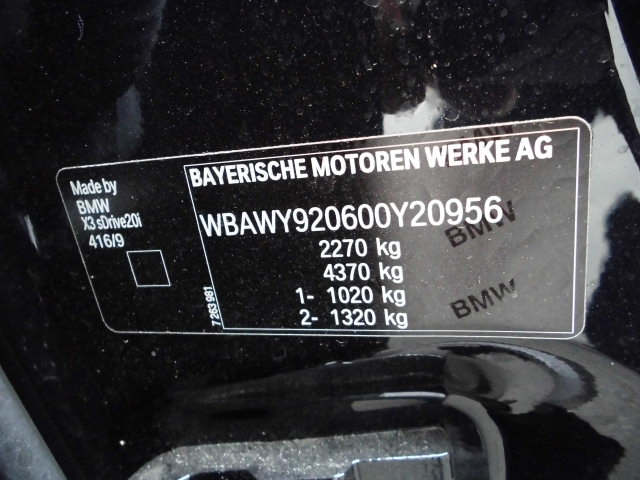 BAYERISCHE MOTOREN WERKE AG
Made by
BMW
X3 sDrive20i
416/9
WBAWY920600Y20956
2270 kg
4370 kg
1- 1020 kg
2- 1320 kg
7 263 991
BMW
BMW